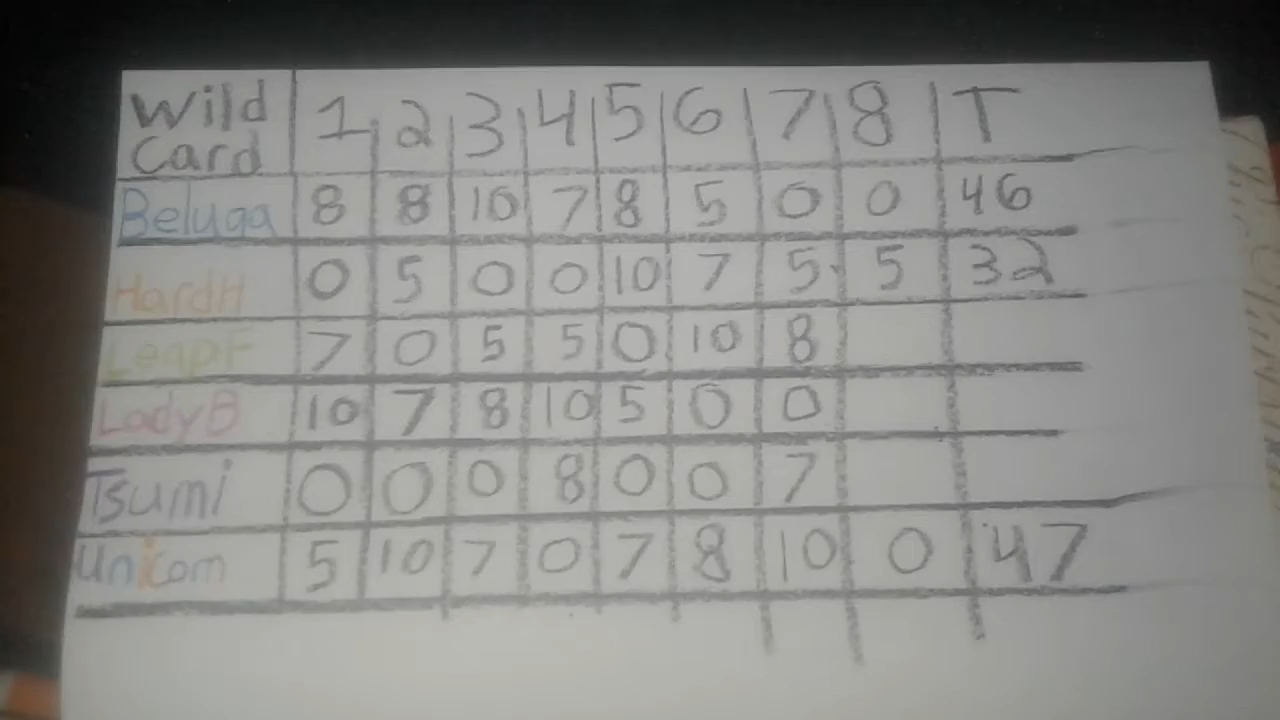 Wild Card 1 2 3 4 5 6 7 8 T
Beluga 8 8 10 7 8 5 0 0 46
HardH 0 5 0 0 10 7 5 5 32
LeapF 7 0 5 5 0 10 8
LadyB 10 7 8 10 5 0 0
Tsumi 0 0 0 8 0 0 7
Unicorn 5 10 7 0 7 8 10 0 47